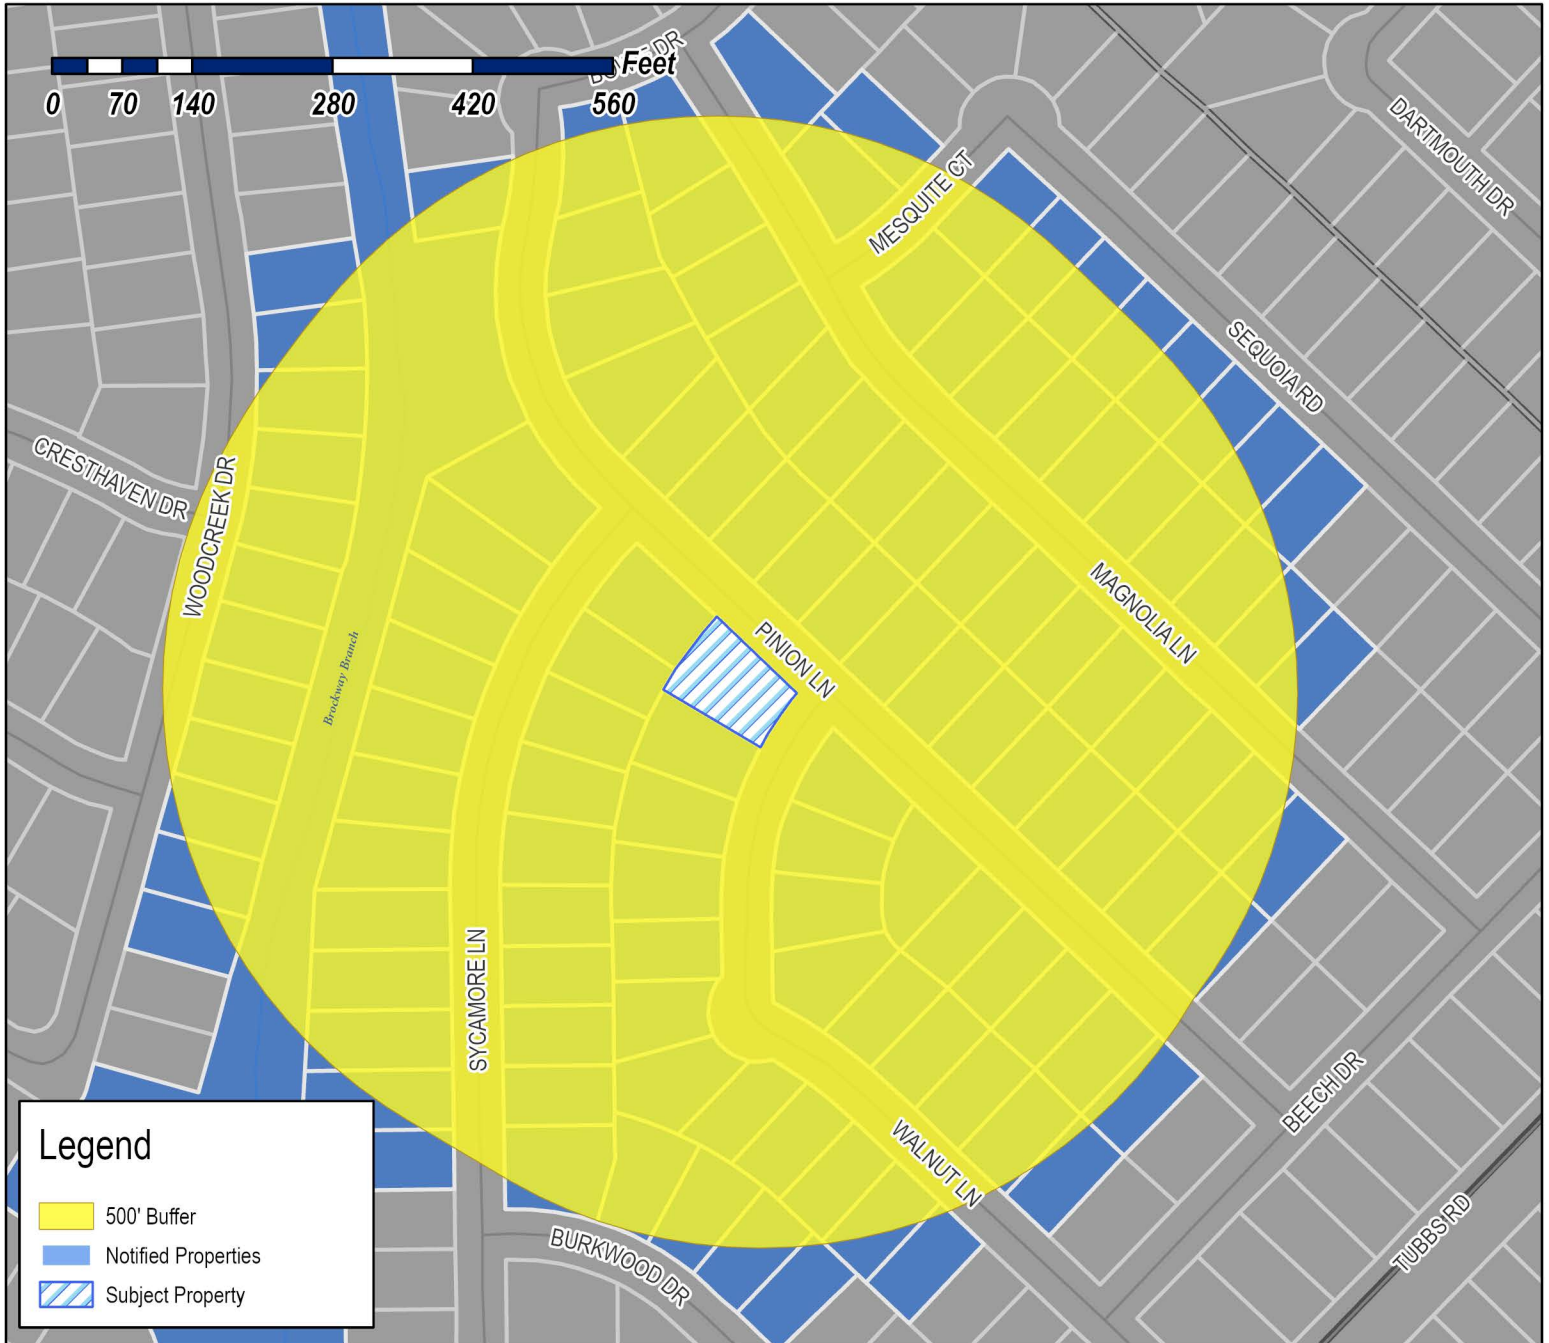 BONE DR
Feet
0 70 140 280 420 560
DARTMOUTH DR
MESQUITE CT
SEQUOIA RD
CRESTHAVEN DR
WOODCREEK DR
MAGNOLIA LN
PINION LN
Brockway Branch
SYCAMORE LN
BEECH DR
WALNUT LN
TUBBS RD
BURKWOOD DR
Legend
500' Buffer
Notified Properties
Subject Property